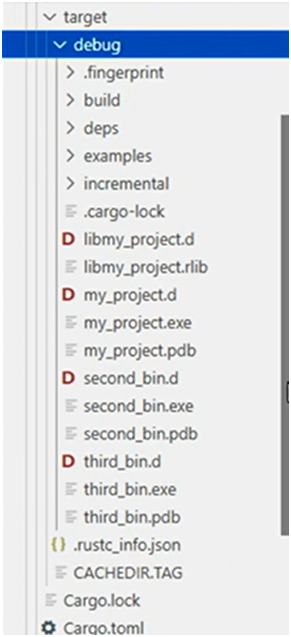 target
debug
.fingerprint
build
deps
examples
incremental
.cargo-lock
D libmy_project.d
libmy_project.rlib
D my_project.d
my_project.exe
my_project.pdb
D second_bin.d
second_bin.exe
second_bin.pdb
D third_bin.d
third_bin.exe
third_bin.pdb
{} .rustc_info.json
CACHEDIR.TAG
Cargo.lock
Cargo.toml